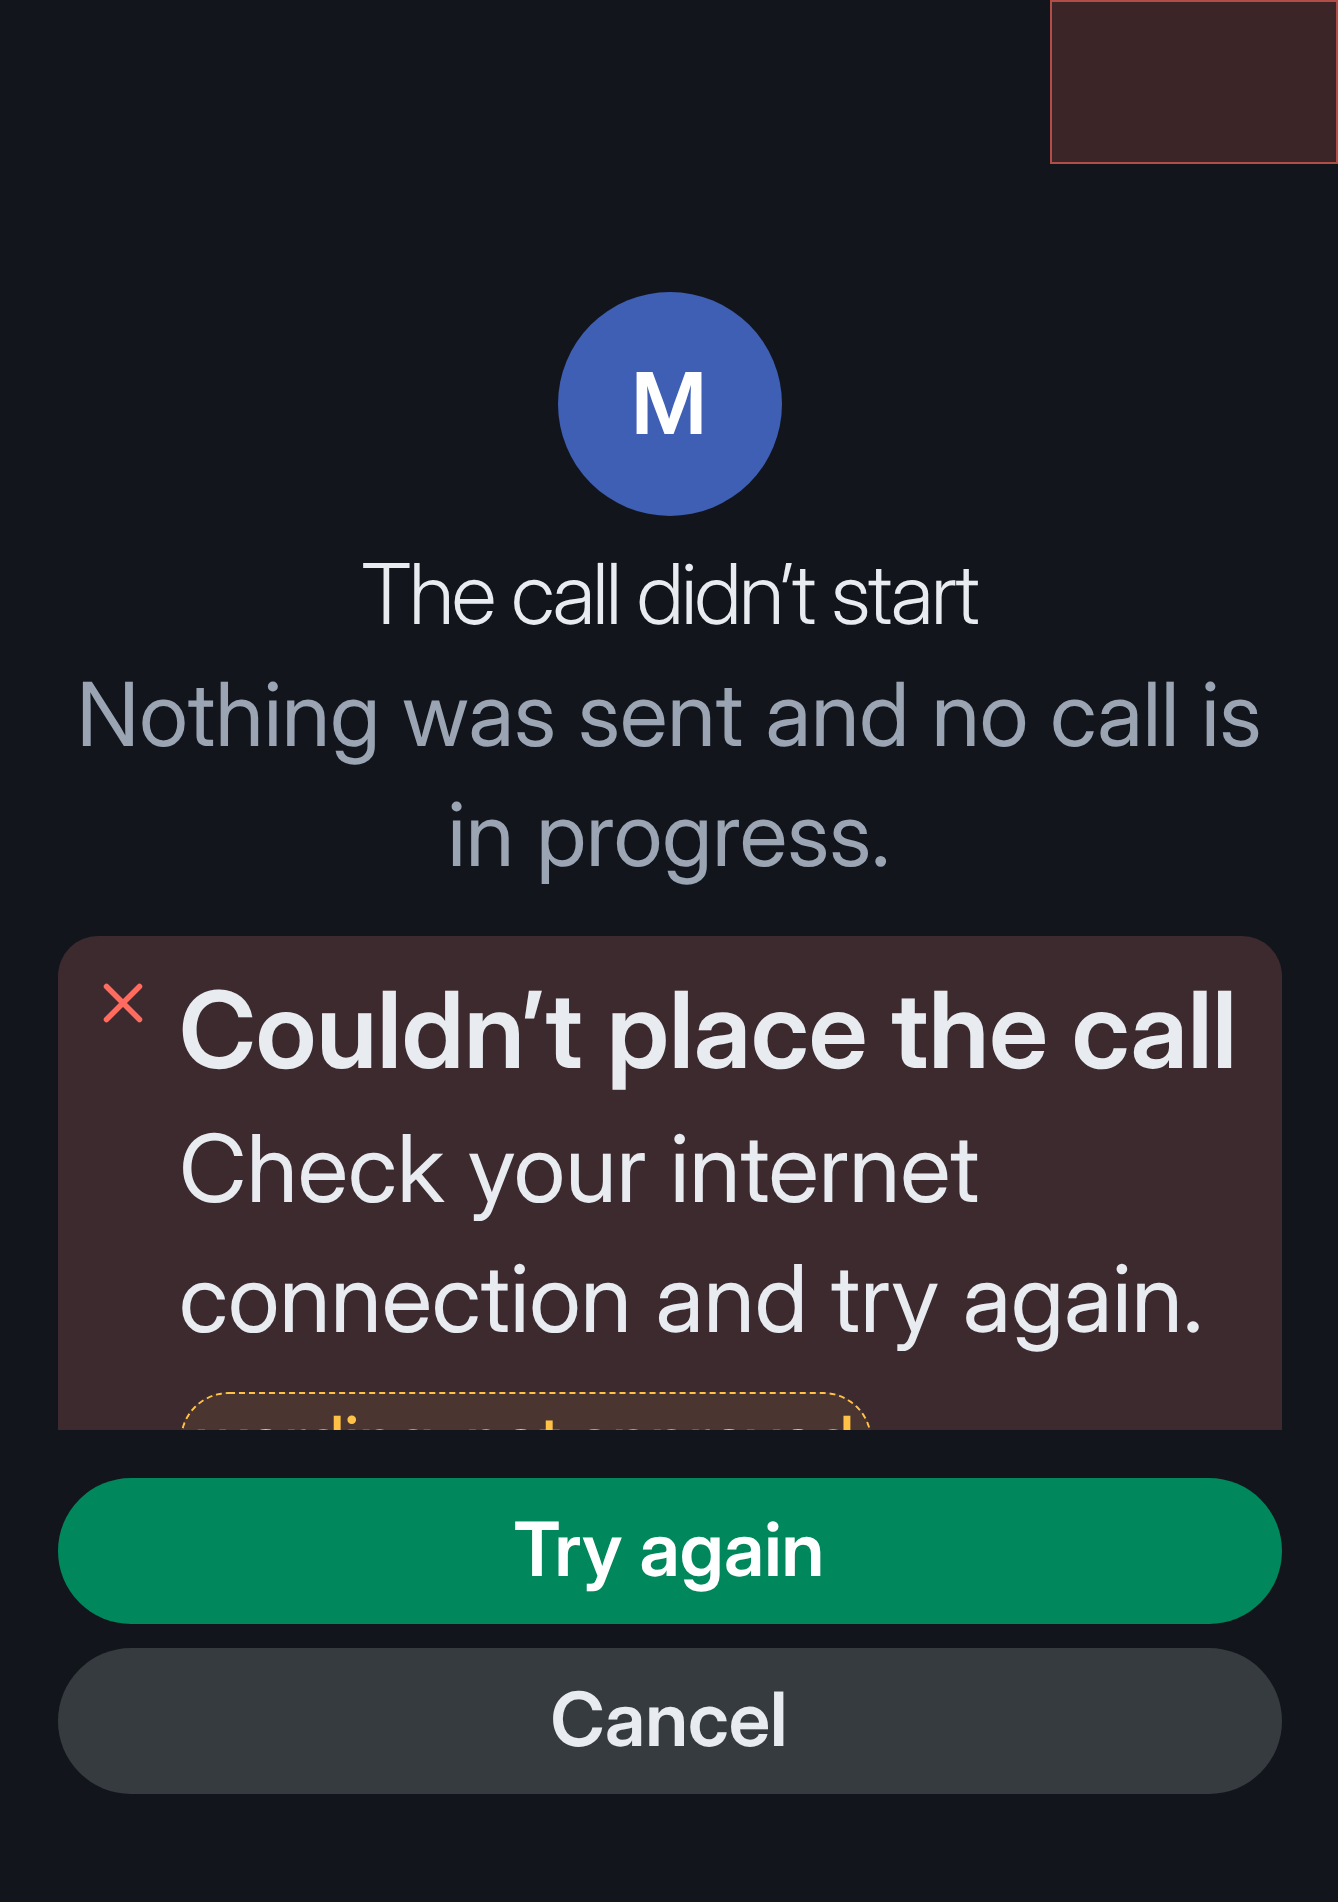 M
The call didn’t start
Nothing was sent and no call is
in progress.
Couldn’t place the call
Check your internet
connection and try again.
Try again
Cancel